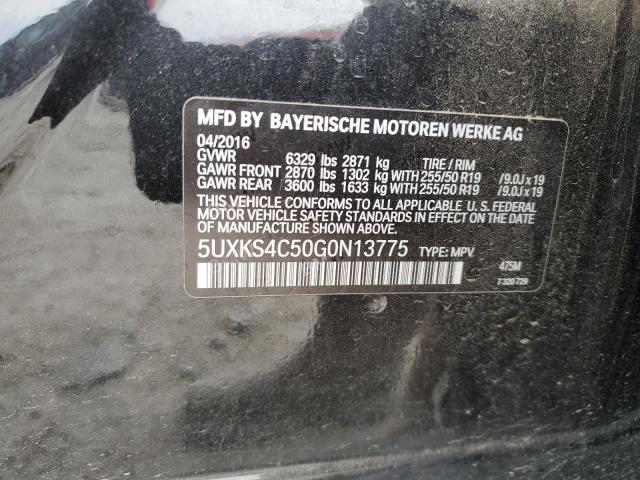 MFD BY BAYERISCHE MOTOREN WERKE AG
04/2016
GVWR 6329 lbs 2871 kg TIRE / RIM
GAWR FRONT 2870 lbs 1302 kg WITH 255/50 R19 /9.0J x 19
GAWR REAR 3600 lbs 1633 kg WITH 255/50 R19 /9.0J x 19
THIS VEHICLE CONFORMS TO ALL APPLICABLE U. S. FEDERAL
MOTOR VEHICLE SAFETY STANDARDS IN EFFECT ON THE DATE
OF MANUFACTURE SHOWN ABOVE.
5UXKS4C50G0N13775 TYPE: MPV
475M
7 320 729